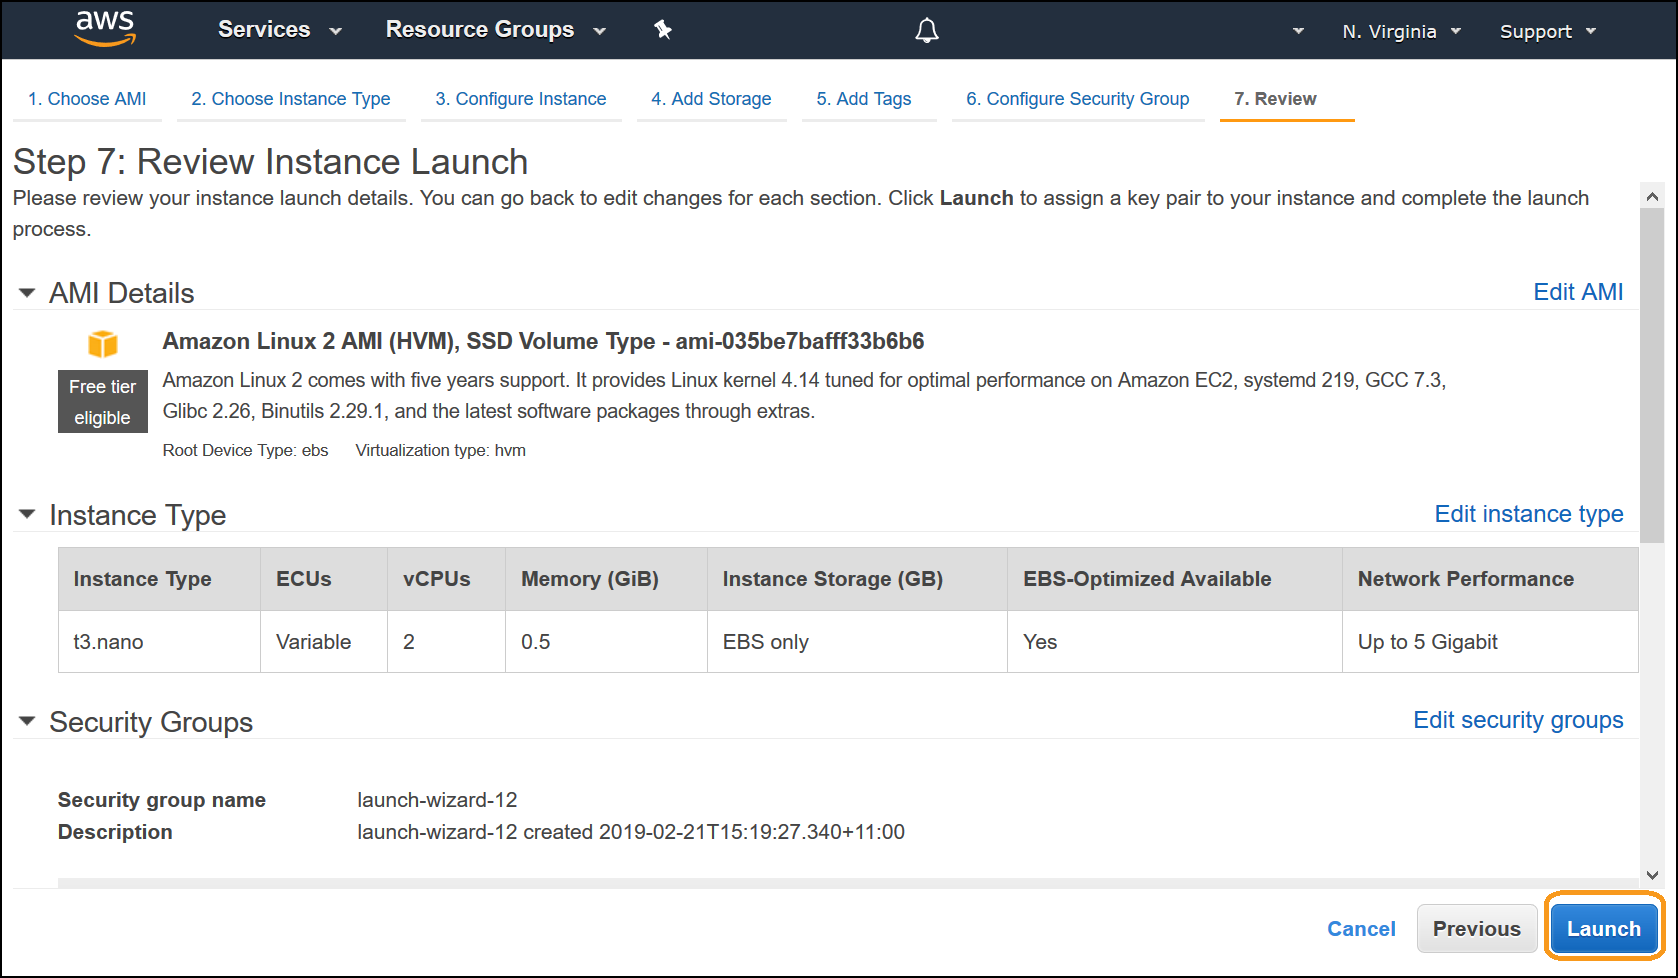 aws Services Resource Groups N. Virginia Support
1. Choose AMI 2. Choose Instance Type 3. Configure Instance 4. Add Storage 5. Add Tags 6. Configure Security Group 7. Review
Step 7: Review Instance Launch
Please review your instance launch details. You can go back to edit changes for each section. Click Launch to assign a key pair to your instance and complete the launch
process.
AMI Details Edit AMI
Amazon Linux 2 AMI (HVM), SSD Volume Type - ami-035be7bafff33b6b6
Free tier
eligible
Amazon Linux 2 comes with five years support. It provides Linux kernel 4.14 tuned for optimal performance on Amazon EC2, systemd 219, GCC 7.3,
Glibc 2.26, Binutils 2.29.1, and the latest software packages through extras.
Root Device Type: ebs Virtualization type: hvm
Instance Type Edit instance type
Instance Type ECUs vCPUs Memory (GiB) Instance Storage (GB) EBS-Optimized Available Network Performance
t3.nano Variable 2 0.5 EBS only Yes Up to 5 Gigabit
Security Groups Edit security groups
Security group name launch-wizard-12
Description launch-wizard-12 created 2019-02-21T15:19:27.340+11:00
Cancel Previous Launch